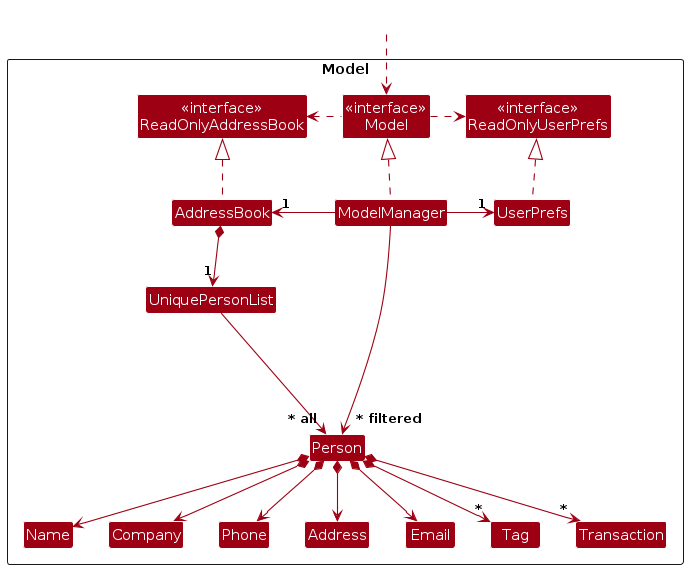 Model
«interface»
ReadOnlyAddressBook
«interface»
Model
«interface»
ReadOnlyUserPrefs
AddressBook
1
ModelManager
1
UserPrefs
1
UniquePersonList
* all
* filtered
Person
*
*
Name
Company
Phone
Address
Email
Tag
Transaction